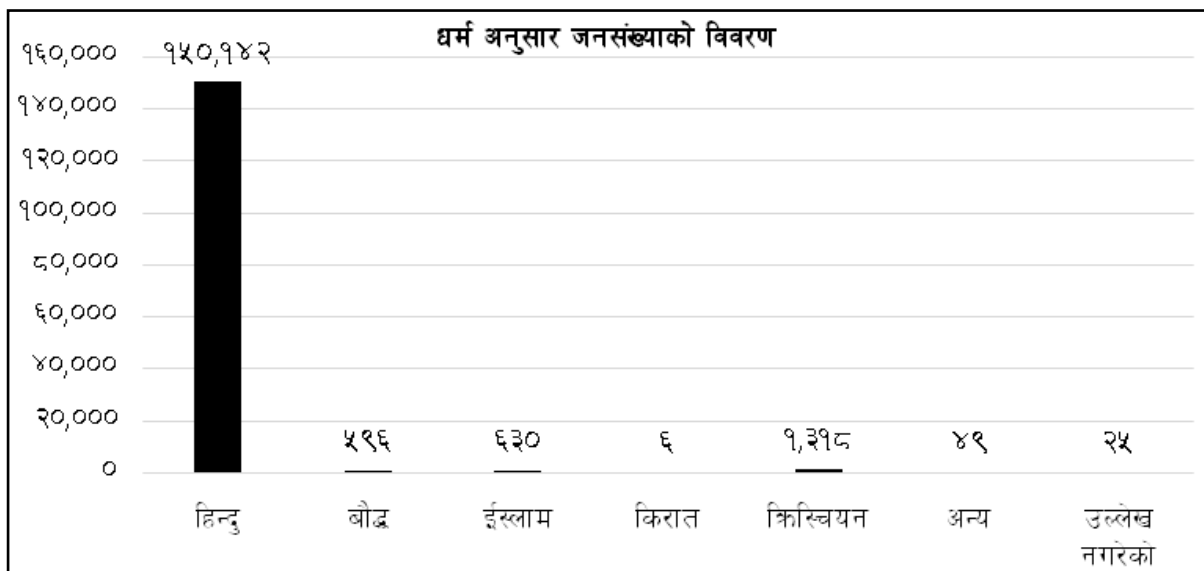 धर्म अनुसार जनसंख्याको विवरण
१६०,०००
१४०,०००
१२०,०००
१००,०००
८०,०००
६०,०००
४०,०००
२०,०००
०
१५०,१४२
५९६
६३०
६
१,३१८
४९
२५
हिन्दु
बौद्ध
ईस्लाम
किरात
क्रिस्चियन
अन्य
उल्लेख
नगरेको